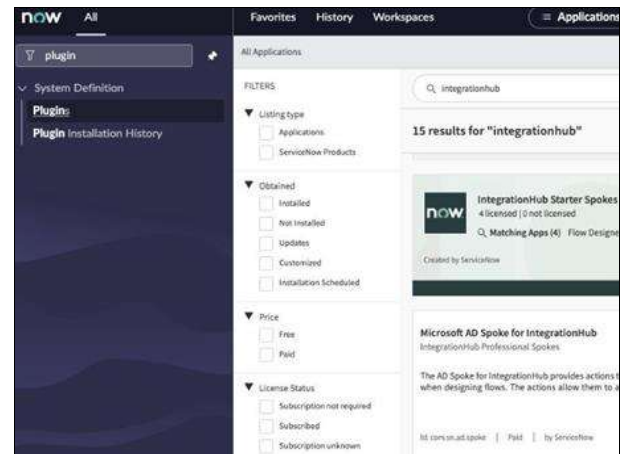 now All Favorites History Workspaces Applications
plugin
All Applications
System Definition
Plugins
Plugin Installation History
FILTERS
Listing type
Applications
ServiceNow Products
Obtained
Installed
Not Installed
Updates
Customized
Installation Scheduled
Price
Free
Paid
License Status
Subscription not required
Subscribed
Subscription unknown
integrationhub
15 results for "integrationhub"
now
IntegrationHub Starter Spokes
4 licensed | 0 not licensed
Matching Apps (4) Flow Designe
Created by ServiceNow
Microsoft AD Spoke for IntegrationHub
IntegrationHub Professional Spokes
The AD Spoke for IntegrationHub provides actions t
when designing flows. The actions allow them to a
Paid | by ServiceNow